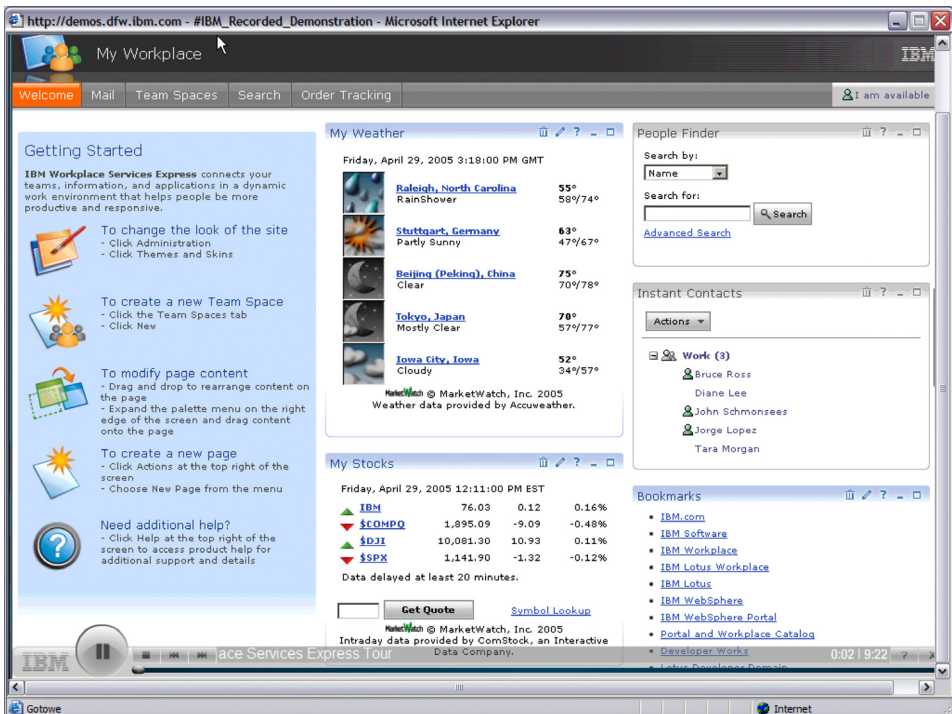 http://demos.dfw.ibm.com - #IBM_Recorded_Demonstration - Microsoft Internet Explorer
My Workplace
IBM
Welcome Mail Team Spaces Search Order Tracking
I am available
Getting Started
IBM Workplace Services Express connects your
teams, information, and applications in a dynamic
work environment that helps people be more
productive and responsive.
To change the look of the site
- Click Administration
- Click Themes and Skins
To create a new Team Space
- Click the Team Spaces tab
- Click New
To modify page content
- Drag and drop to rearrange content on
the page
- Expand the palette menu on the right
edge of the screen and drag content
onto the page
To create a new page
- Click Actions at the top right of the
screen
- Choose New Page from the menu
Need additional help?
- Click Help at the top right of the
screen to access product help for
additional support and details
My Weather
Friday, April 29, 2005 3:18:00 PM GMT
Raleigh, North Carolina 55°
RainShower 58°/74°
Stuttgart, Germany 63°
Partly Sunny 47°/67°
Beijing (Peking), China 75°
Clear 70°/78°
Tokyo, Japan 70°
Mostly Clear 57°/77°
Iowa City, Iowa 52°
Cloudy 34°/57°
MarketWatch © MarketWatch, Inc. 2005
Weather data provided by Accuweather.
My Stocks
Friday, April 29, 2005 12:11:00 PM EST
IBM 76.03 0.12 0.16%
$COMPQ 1,895.09 -9.09 -0.48%
$DJI 10,081.30 10.93 0.11%
$SPX 1,141.90 -1.32 -0.12%
Data delayed at least 20 minutes.
Get Quote Symbol Lookup
MarketWatch © MarketWatch, Inc. 2005
Intraday data provided by ComStock, an Interactive
Data Company.
People Finder
Search by:
Name
Search for:
Search
Advanced Search
Instant Contacts
Actions
Work (3)
Bruce Ross
Diane Lee
John Schmonsees
Jorge Lopez
Tara Morgan
Bookmarks
IBM.com
IBM Software
IBM Workplace
IBM Lotus Workplace
IBM Lotus
IBM WebSphere
IBM WebSphere Portal
Portal and Workplace Catalog
Developer Works
Lotus Developer Domain
IBM
ace Services Express Tour
0:02 | 9:22
Gotowe
Internet